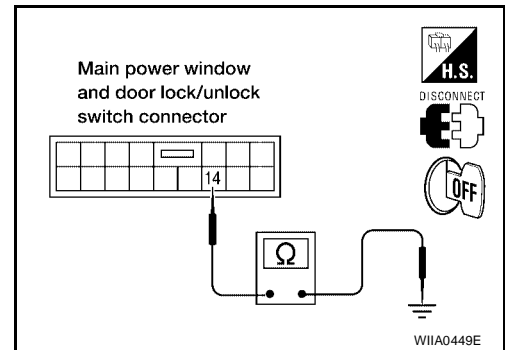 Main power window
and door lock/unlock
switch connector
H.S.
DISCONNECT
OFF
14
Ω
WIIA0449E